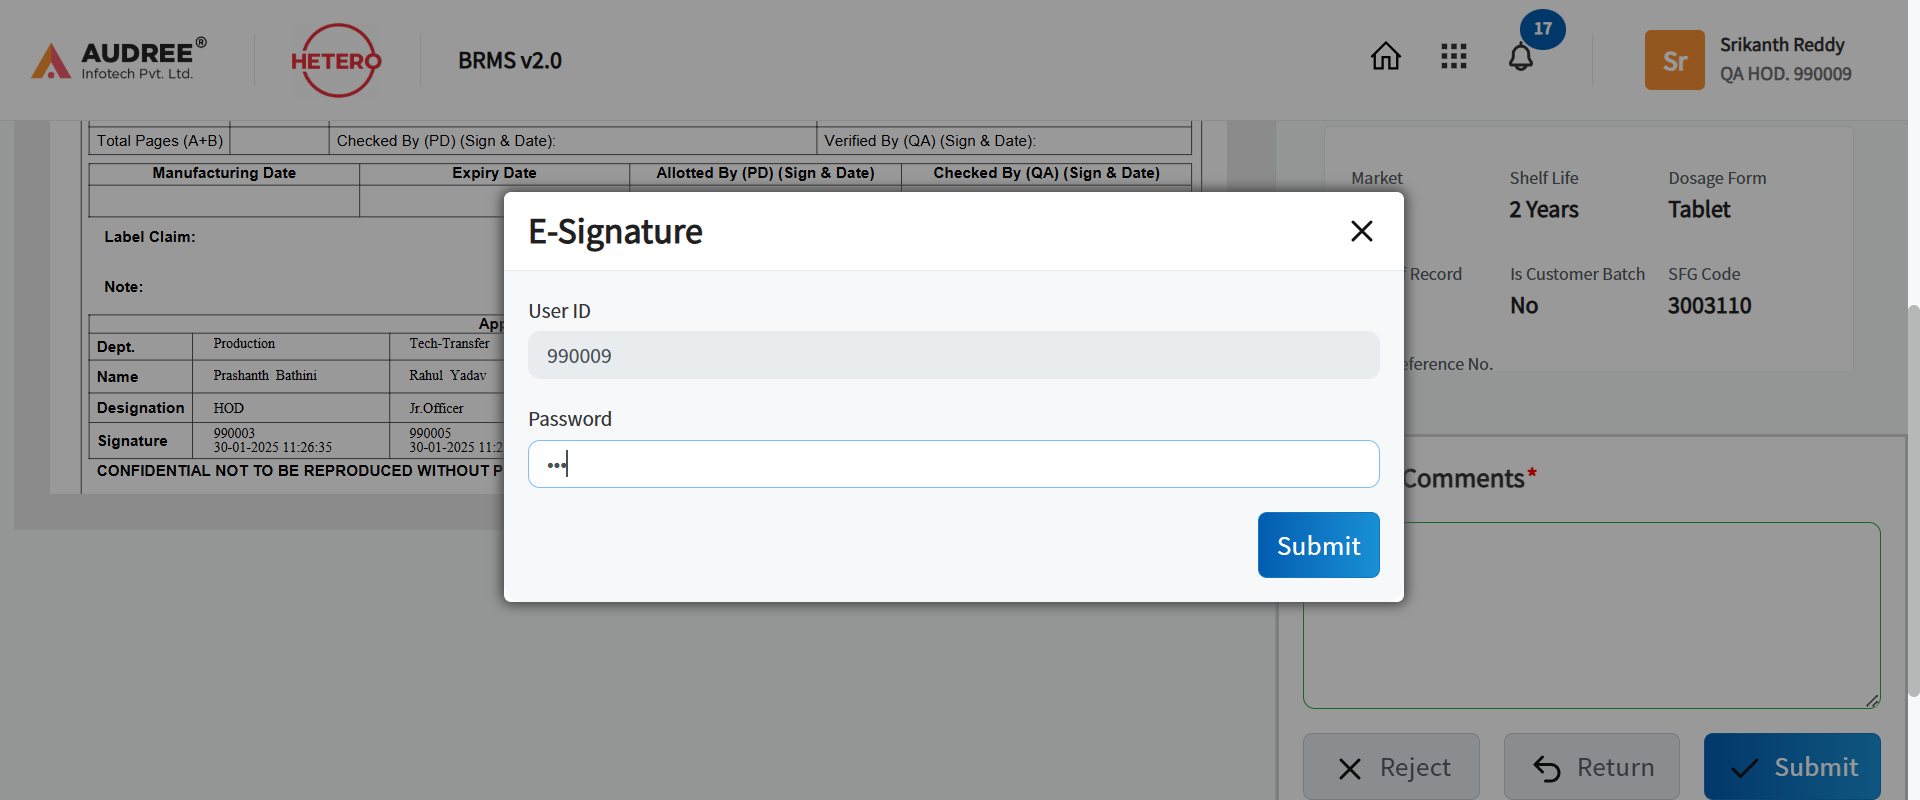 AUDREE®
Infotech Pvt. Ltd.
HETERO
BRMS v2.0
17
Sr
Srikanth Reddy
QA HOD. 990009
Total Pages (A+B) Checked By (PD) (Sign & Date): Verified By (QA) (Sign & Date):
Manufacturing Date Expiry Date Allotted By (PD) (Sign & Date) Checked By (QA) (Sign & Date)
Label Claim:
Note:
App
Dept. Production Tech-Transfer
Name Prashanth Bathini Rahul Yadav
Designation HOD Jr.Officer
Signature 990003 990005
30-01-2025 11:26:35 30-01-2025 11:2
CONFIDENTIAL NOT TO BE REPRODUCED WITHOUT P
E-Signature
User ID
990009
Password
•••
Submit
Market Shelf Life Dosage Form
2 Years Tablet
Record Is Customer Batch SFG Code
No 3003110
eference No.
Comments*
Reject Return Submit